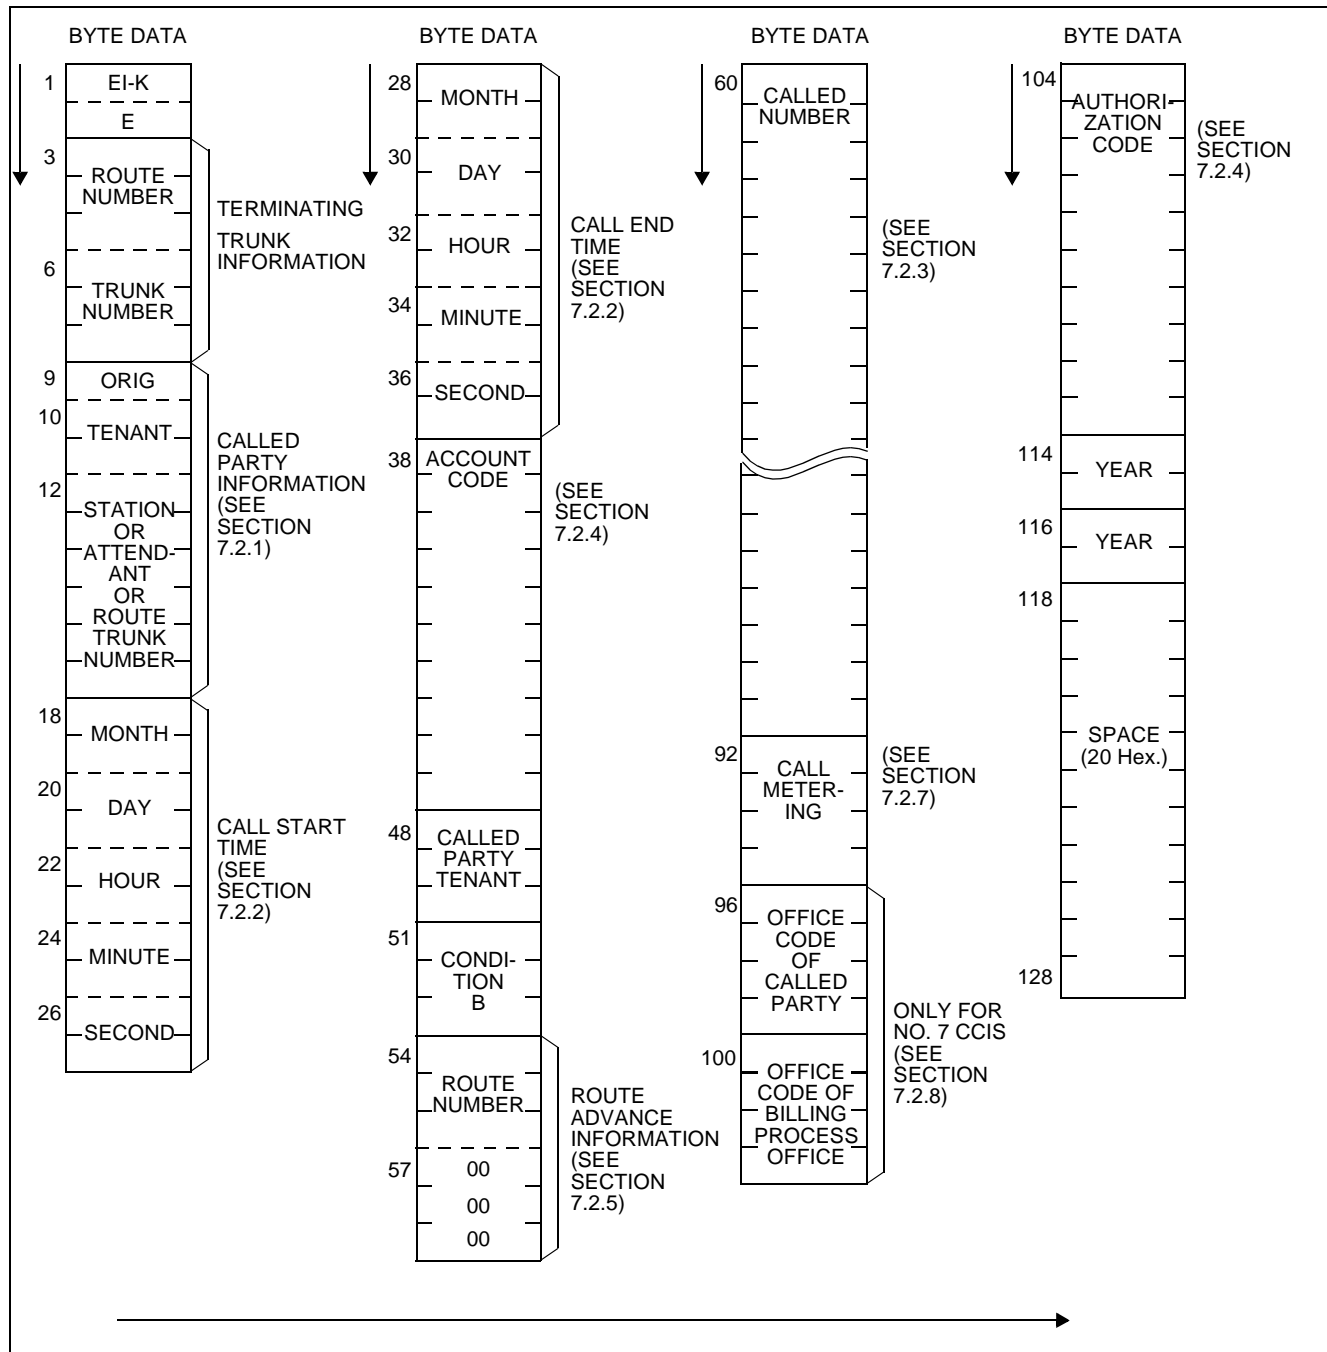 BYTE DATA
1
EI-K
E
3
ROUTE
NUMBER
6
TRUNK
NUMBER
TERMINATING
TRUNK
INFORMATION
9
ORIG
10
TENANT
12
STATION
OR
ATTEND-
ANT
OR
ROUTE
TRUNK
NUMBER
CALLED
PARTY
INFORMATION
(SEE
SECTION
7.2.1)
18
MONTH
20
DAY
22
HOUR
24
MINUTE
26
SECOND
CALL START
TIME
(SEE
SECTION
7.2.2)
BYTE DATA
28
MONTH
30
DAY
32
HOUR
34
MINUTE
36
SECOND
CALL END
TIME
(SEE
SECTION
7.2.2)
38
ACCOUNT
CODE
(SEE
SECTION
7.2.4)
48
CALLED
PARTY
TENANT
51
CONDI-
TION
B
54
ROUTE
NUMBER
57
00
00
00
ROUTE
ADVANCE
INFORMATION
(SEE
SECTION
7.2.5)
BYTE DATA
60
CALLED
NUMBER
(SEE
SECTION
7.2.3)
92
CALL
METER-
ING
(SEE
SECTION
7.2.7)
96
OFFICE
CODE
OF
CALLED
PARTY
100
OFFICE
CODE OF
BILLING
PROCESS
OFFICE
ONLY FOR
NO. 7 CCIS
(SEE
SECTION
7.2.8)
BYTE DATA
104
AUTHORI-
ZATION
CODE
(SEE
SECTION
7.2.4)
114
YEAR
116
YEAR
118
SPACE
(20 Hex.)
128